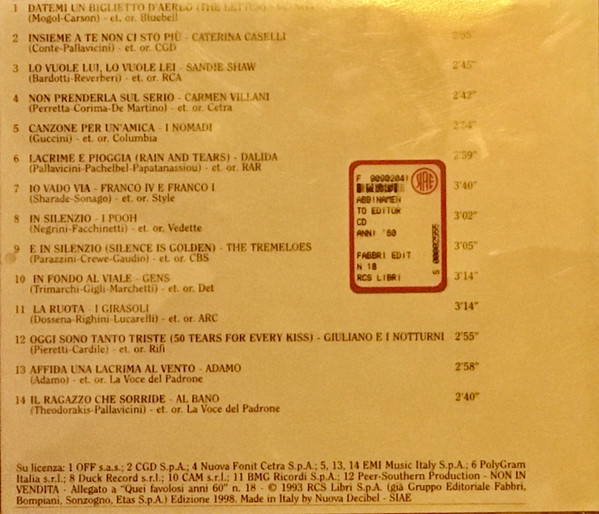 1 DATEMI UN BIGLIETTO D'AEREO (THE LETTER)
(Mogol-Carson) - et. or. Bluebell
2 INSIEME A TE NON CI STO PIÙ - CATERINA CASELLI
(Conte-Pallavicini) - et. or. CGD
3 LO VUOLE LUI, LO VUOLE LEI - SANDIE SHAW 2'45"
(Bardotti-Reverberi) - et. or. RCA
4 NON PRENDERLA SUL SERIO - CARMEN VILLANI 2'42"
(Perretta-Corima-De Martino) - et. or. Cetra
5 CANZONE PER UN'AMICA - I NOMADI
(Guccini) - et. or. Columbia
6 LACRIME E PIOGGIA (RAIN AND TEARS) - DALIDA 2'59"
(Pallavicini-Pachelbel-Papatanassiou) - et. or. RAR
7 IO VADO VIA - FRANCO IV E FRANCO I 3'40"
(Sharade-Sonago) - et. or. Style
8 IN SILENZIO - I POOH 3'02"
(Negrini-Facchinetti) - et. or. Vedette
9 E IN SILENZIO (SILENCE IS GOLDEN) - THE TREMELOES 3'05"
(Parazzini-Crewe-Gaudio) - et. or. CBS
10 IN FONDO AL VIALE - GENS 3'14"
(Trimarchi-Gigli-Marchetti) - et. or. Det
11 LA RUOTA - I GIRASOLI 3'14"
(Dossena-Righini-Lucarelli) - et. or. ARC
12 OGGI SONO TANTO TRISTE (50 TEARS FOR EVERY KISS) - GIULIANO E I NOTTURNI 2'55"
(Pieretti-Cardile) - et. or. Rifi
13 AFFIDA UNA LACRIMA AL VENTO - ADAMO 2'58"
(Adamo) - et. or. La Voce del Padrone
14 IL RAGAZZO CHE SORRIDE - AL BANO 2'40"
(Theodorakis-Pallavicini) - et. or. La Voce del Padrone
F 00002041
ABBINAMEN
TO EDITOR
CD
ANNI '60
FABBRI EDIT
N 18
RCS LIBRI
S 000002555
Su licenza: 1 OFF s.a.s.; 2 CGD S.p.A.; 4 Nuova Fonit Cetra S.p.A.; 5, 13, 14 EMI Music Italy S.p.A.; 6 PolyGram
Italia s.r.l.; 8 Duck Record s.r.l.; 10 CAM s.r.l.; 11 BMG Ricordi S.p.A.; 12 Peer-Southern Production - NON IN
VENDITA - Allegato a "Quei favolosi anni 60" n. 18 - © 1993 RCS Libri S.p.A. (già Gruppo Editoriale Fabbri,
Bompiani, Sonzogno, Etas S.p.A.) Edizione 1998. Made in Italy by Nuova Decibel - SIAE